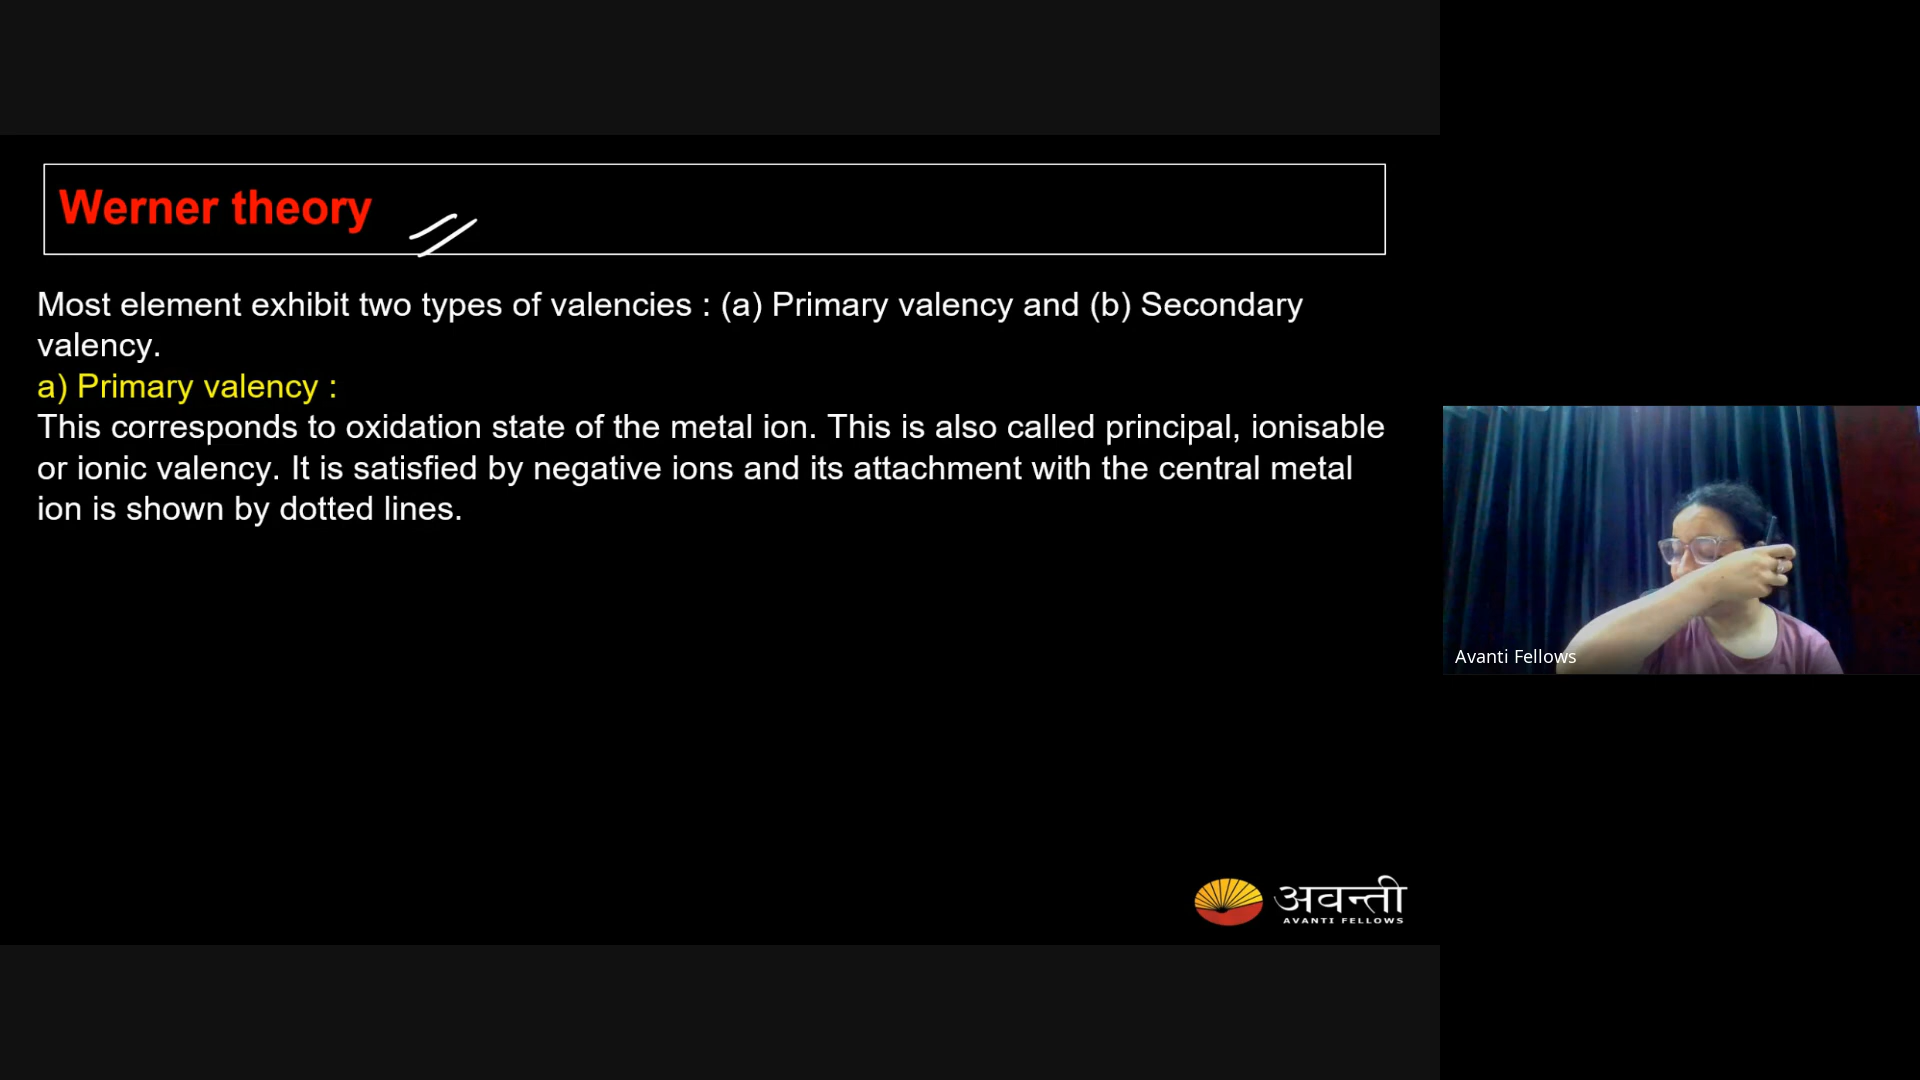 Werner theory
Most element exhibit two types of valencies : (a) Primary valency and (b) Secondary
valency.
a) Primary valency :
This corresponds to oxidation state of the metal ion. This is also called principal, ionisable
or ionic valency. It is satisfied by negative ions and its attachment with the central metal
ion is shown by dotted lines.
Avanti Fellows
अवन्ती
AVANTI FELLOWS